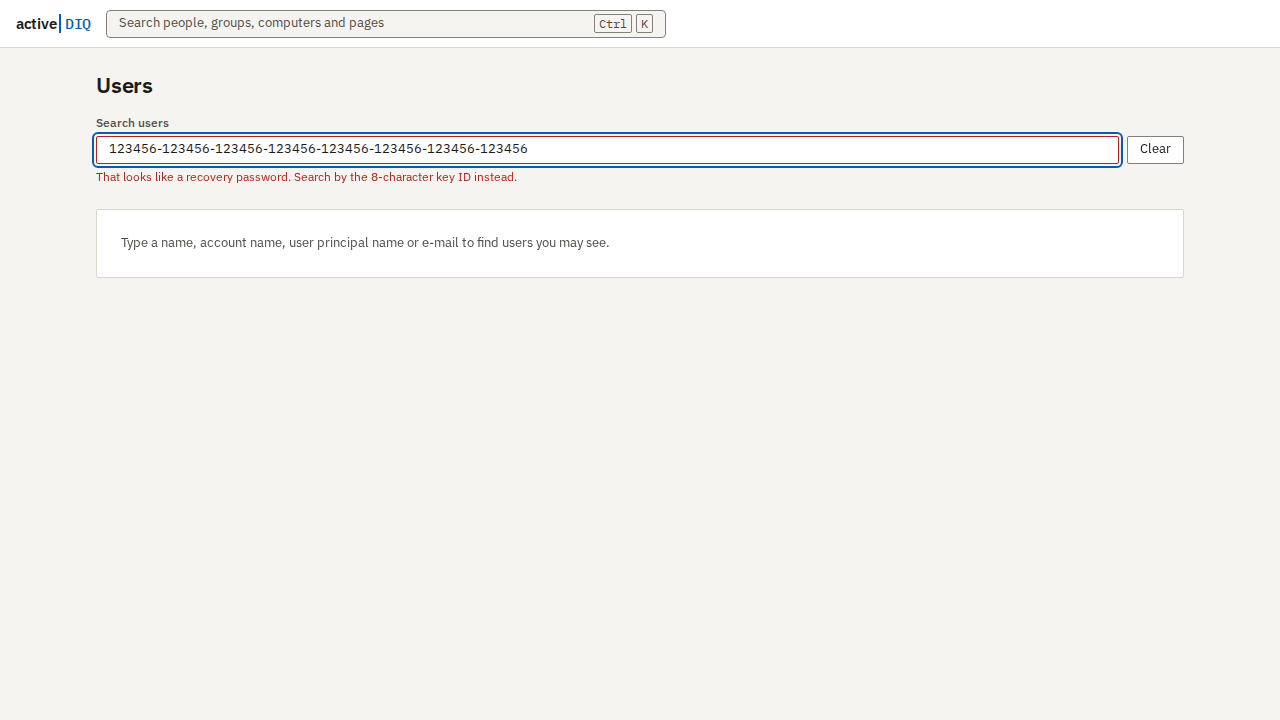 active|DIQ
Search people, groups, computers and pages
Ctrl K
Users
Search users
123456-123456-123456-123456-123456-123456-123456-123456
Clear
That looks like a recovery password. Search by the 8-character key ID instead.
Type a name, account name, user principal name or e-mail to find users you may see.